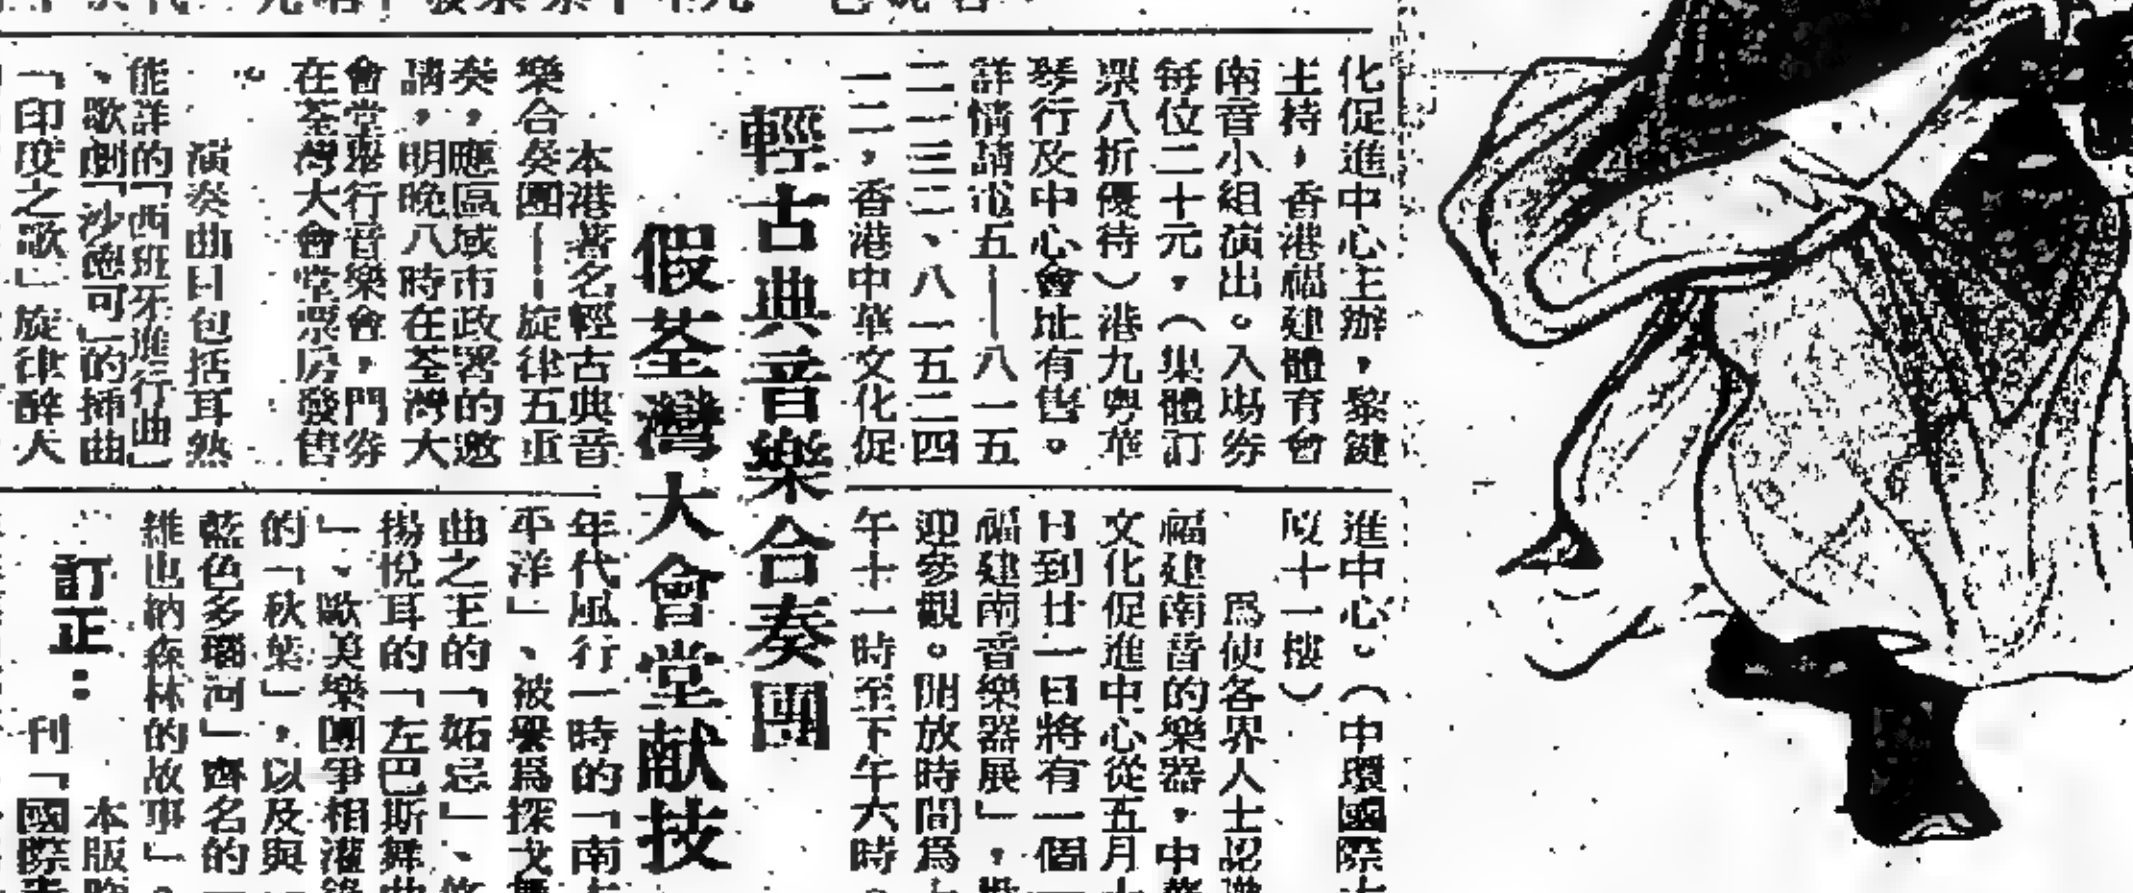 化促進中心主辦，黎鍵
主持，香港福建體育會
南音小組演出。入場券
每位二十元，（集體訂
票八折優待）港九粵華
琴行及中心會址有售。
詳情請電五——八一五
二一三三二、八一五二四
一二，香港中華文化促
進中心。（中環國際
廈十一樓）
為使各界人士認
福建南音的樂器，中
文化促進中心從五月
日到廿一日將有一個
福建南音樂器展」，
迎參觀。開放時間為
午十一時至下午六時。
輕古典音樂合奏團
假荃灣大會堂献技
本港著名輕古典音
樂合奏團——旋律五重
奏，應區域市政署的邀
請，明晚八時在荃灣大
會堂舉行音樂會，門券
在荃灣大會堂票房發售
。
演奏曲目包括耳熟
能詳的「西班牙進行曲」
、歌劇「沙德可」的插曲
「印度之歌」旋律醉人
年代風行一時的「南
平洋」、被譽為探戈
曲之王的「妬忌」、
揚悅耳的「左巴斯舞曲
」、歐美樂團爭相灌
的「秋葉」，以及與
藍色多瑙河」齊名的
維也納森林的故事」。
訂正：
本版
刊「國際